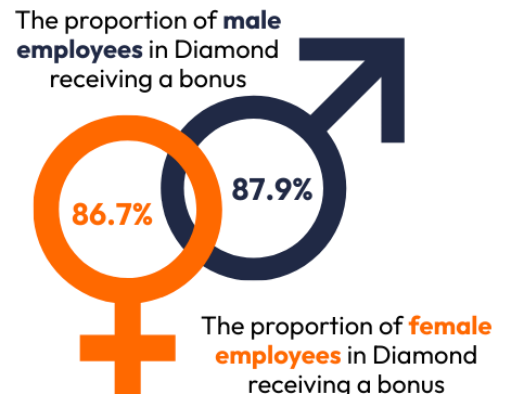 The proportion of male
employees in Diamond
receiving a bonus
87.9%
86.7%
The proportion of female
employees in Diamond
receiving a bonus